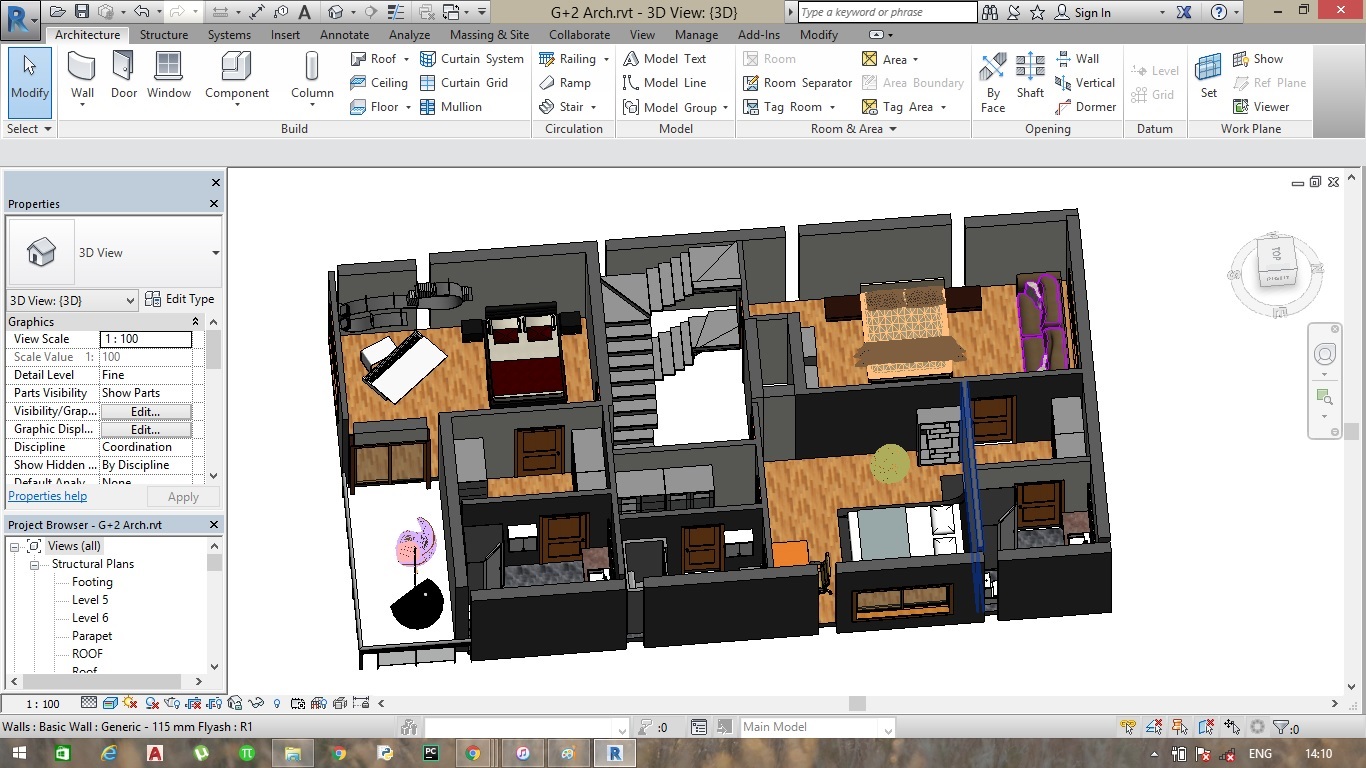 G+2 Arch.rvt - 3D View: {3D}
Type a keyword or phrase
Sign In
Architecture Structure Systems Insert Annotate Analyze Massing & Site Collaborate View Manage Add-Ins Modify
Modify
Wall Door Window Component Column
Roof
Ceiling
Floor
Curtain System
Curtain Grid
Mullion
Railing
Ramp
Stair
Model Text
Model Line
Model Group
Room
Room Separator
Tag Room
Area
Area Boundary
Tag Area
By Face
Shaft
Wall
Vertical
Dormer
Level
Grid
Set
Show
Ref Plane
Viewer
Select Build Circulation Model Room & Area Opening Datum Work Plane
Properties
3D View
3D View: {3D} Edit Type
Graphics
View Scale 1 : 100
Scale Value 1: 100
Detail Level Fine
Parts Visibility Show Parts
Visibility/Grap... Edit...
Graphic Displ... Edit...
Discipline Coordination
Show Hidden ... By Discipline
Default Analy... None
Properties help Apply
Project Browser - G+2 Arch.rvt
Views (all)
Structural Plans
Footing
Level 5
Level 6
Parapet
ROOF
Roof
TOP
1 : 100
Walls : Basic Wall : Generic - 115 mm Flyash : R1
:0
Main Model
:0
ENG 14:10